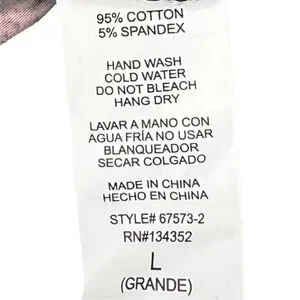 95% COTTON
5% SPANDEX
HAND WASH
COLD WATER
DO NOT BLEACH
HANG DRY
LAVAR A MANO CON
AGUA FRÍA NO USAR
BLANQUEADOR
SECAR COLGADO
MADE IN CHINA
HECHO EN CHINA
STYLE# 67573-2
RN#134352
L
(GRANDE)